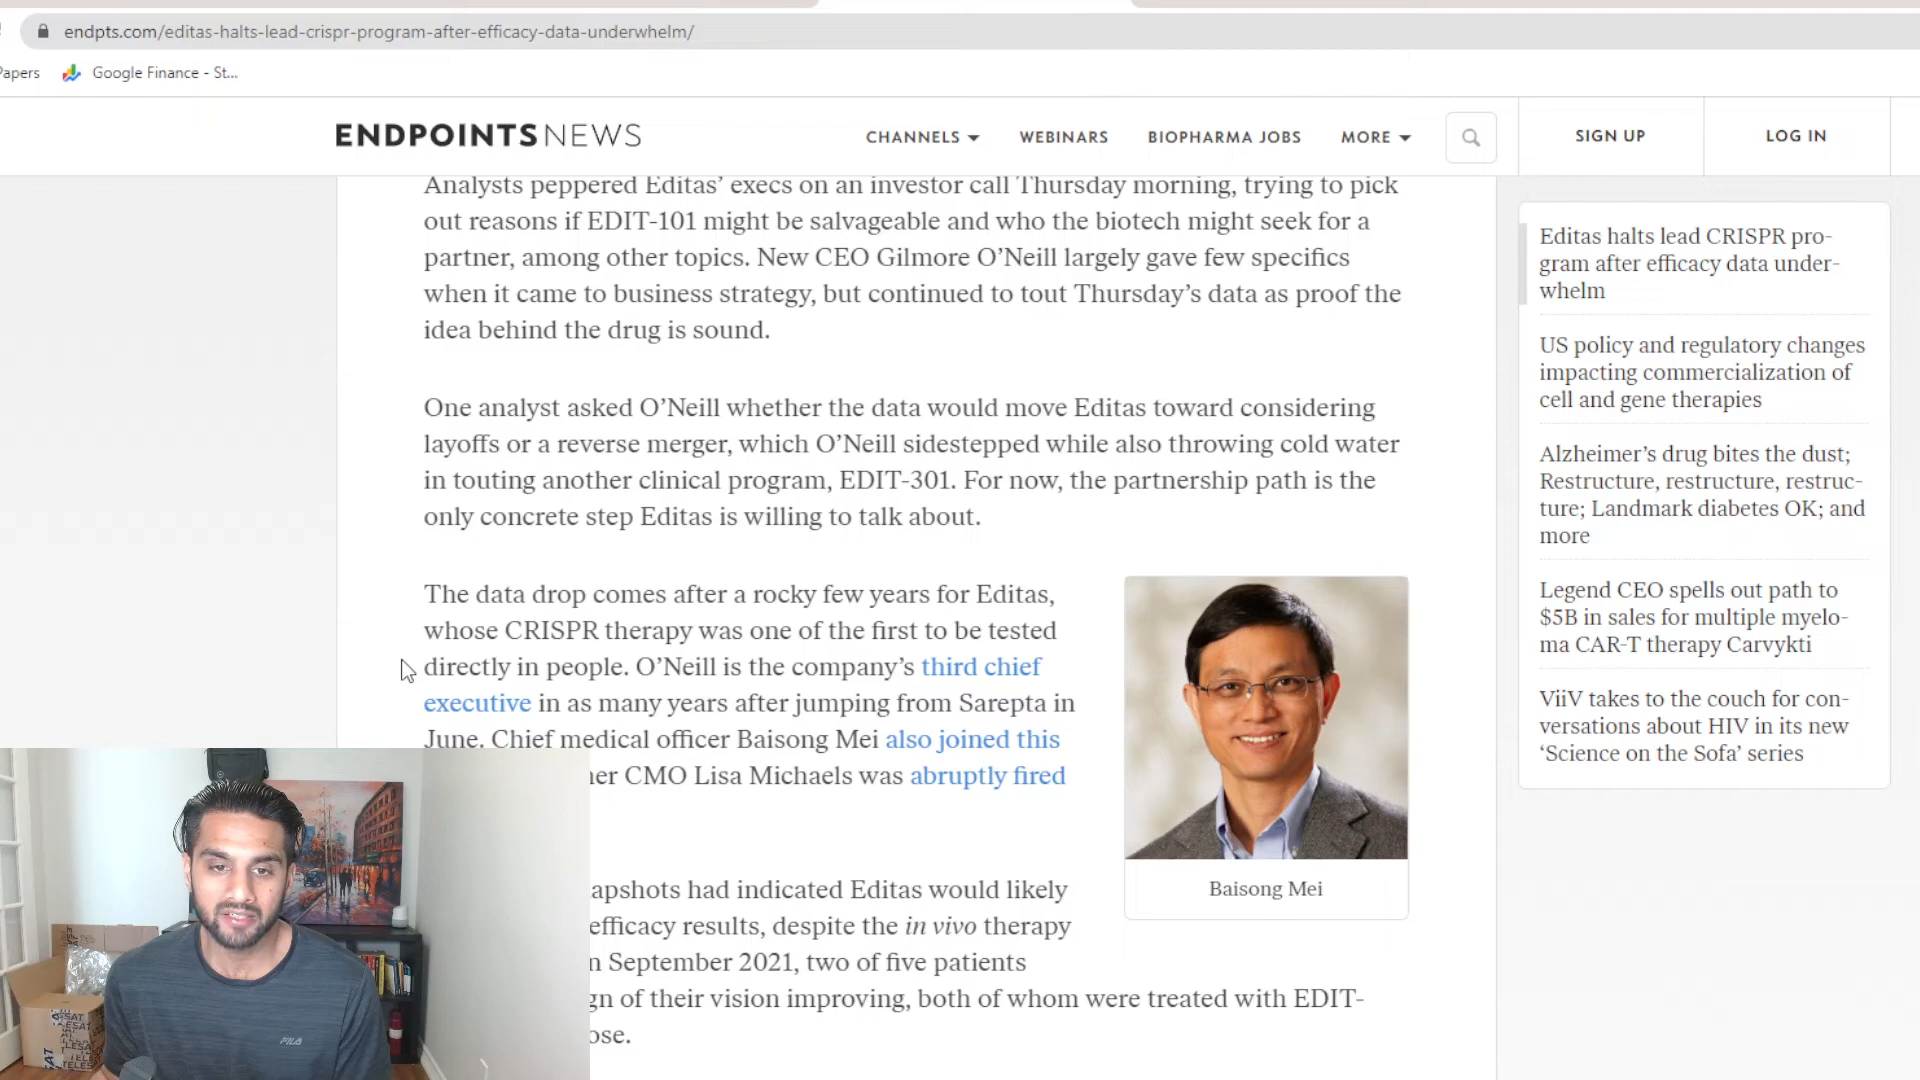 endpts.com/editas-halts-lead-crispr-program-after-efficacy-data-underwhelm/
Papers
Google Finance - St...
ENDPOINTS NEWS
CHANNELS
WEBINARS
BIOPHARMA JOBS
MORE
SIGN UP
LOG IN
Analysts peppered Editas’ execs on an investor call Thursday morning, trying to pick
out reasons if EDIT-101 might be salvageable and who the biotech might seek for a
partner, among other topics. New CEO Gilmore O’Neill largely gave few specifics
when it came to business strategy, but continued to tout Thursday’s data as proof the
idea behind the drug is sound.
One analyst asked O’Neill whether the data would move Editas toward considering
layoffs or a reverse merger, which O’Neill sidestepped while also throwing cold water
in touting another clinical program, EDIT-301. For now, the partnership path is the
only concrete step Editas is willing to talk about.
The data drop comes after a rocky few years for Editas,
whose CRISPR therapy was one of the first to be tested
directly in people. O’Neill is the company’s third chief
executive in as many years after jumping from Sarepta in
June. Chief medical officer Baisong Mei also joined this
er CMO Lisa Michaels was abruptly fired
apshots had indicated Editas would likely
efficacy results, despite the in vivo therapy
n September 2021, two of five patients
gn of their vision improving, both of whom were treated with EDIT-
ose.
Baisong Mei
Editas halts lead CRISPR pro-
gram after efficacy data under-
whelm
US policy and regulatory changes
impacting commercialization of
cell and gene therapies
Alzheimer’s drug bites the dust;
Restructure, restructure, restruc-
ture; Landmark diabetes OK; and
more
Legend CEO spells out path to
$5B in sales for multiple myelo-
ma CAR-T therapy Carvykti
ViiV takes to the couch for con-
versations about HIV in its new
‘Science on the Sofa’ series
FILA